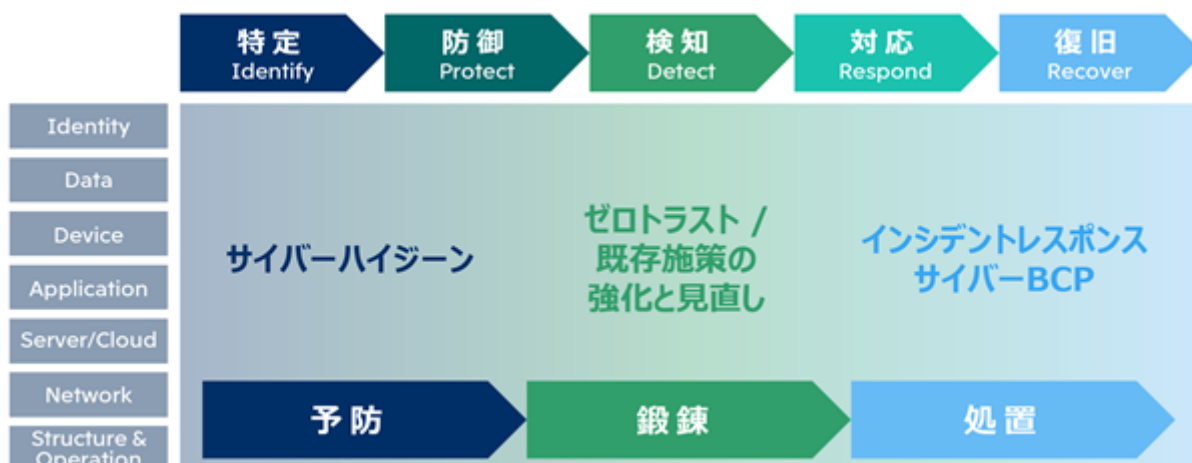 特定
Identify
防御
Protect
検知
Detect
対応
Respond
復旧
Recover
Identity
Data
Device
Application
Server/Cloud
Network
Structure &
Operation
サイバーハイジーン
ゼロトラスト /
既存施策の
強化と見直し
インシデントレスポンス
サイバーBCP
予防
鍛錬
処置